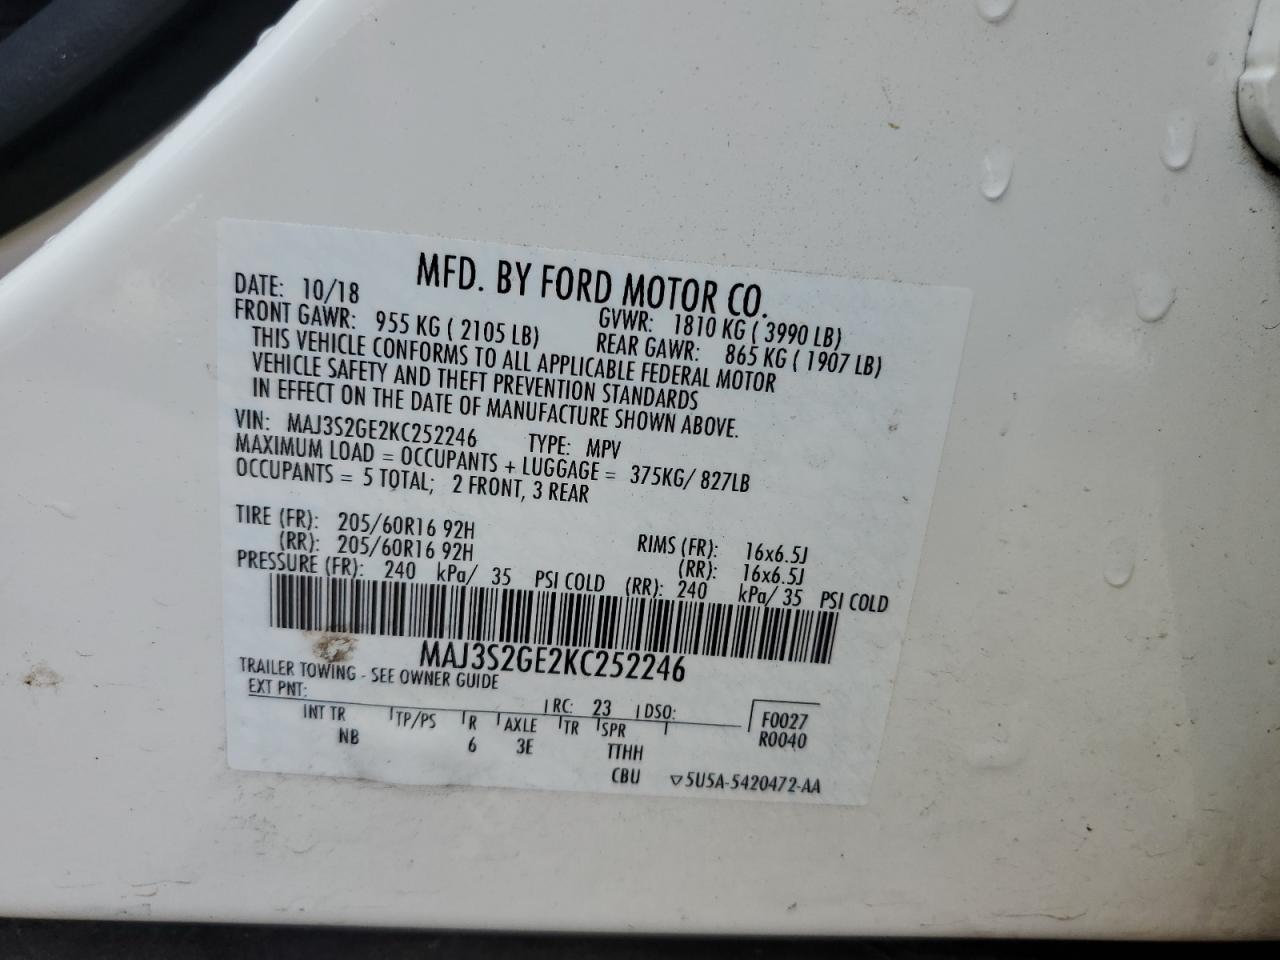 MFD. BY FORD MOTOR CO.
DATE: 10/18 GVWR: 1810 KG ( 3990 LB)
FRONT GAWR: 955 KG ( 2105 LB) REAR GAWR: 865 KG ( 1907 LB)
THIS VEHICLE CONFORMS TO ALL APPLICABLE FEDERAL MOTOR
VEHICLE SAFETY AND THEFT PREVENTION STANDARDS
IN EFFECT ON THE DATE OF MANUFACTURE SHOWN ABOVE.
VIN: MAJ3S2GE2KC252246 TYPE: MPV
MAXIMUM LOAD = OCCUPANTS + LUGGAGE = 375KG/ 827LB
OCCUPANTS = 5 TOTAL; 2 FRONT, 3 REAR
TIRE (FR): 205/60R16 92H RIMS (FR): 16x6.5J
(RR): 205/60R16 92H (RR): 16x6.5J
PRESSURE (FR): 240 kPa/ 35 PSI COLD (RR): 240 kPa/ 35 PSI COLD
MAJ3S2GE2KC252246
TRAILER TOWING - SEE OWNER GUIDE
EXT PNT: RC: 23 DSO: F0027
INT TR TP/PS R AXLE TR SPR R0040
NB 6 3E TTHH
CBU ▽5U5A-5420472-AA